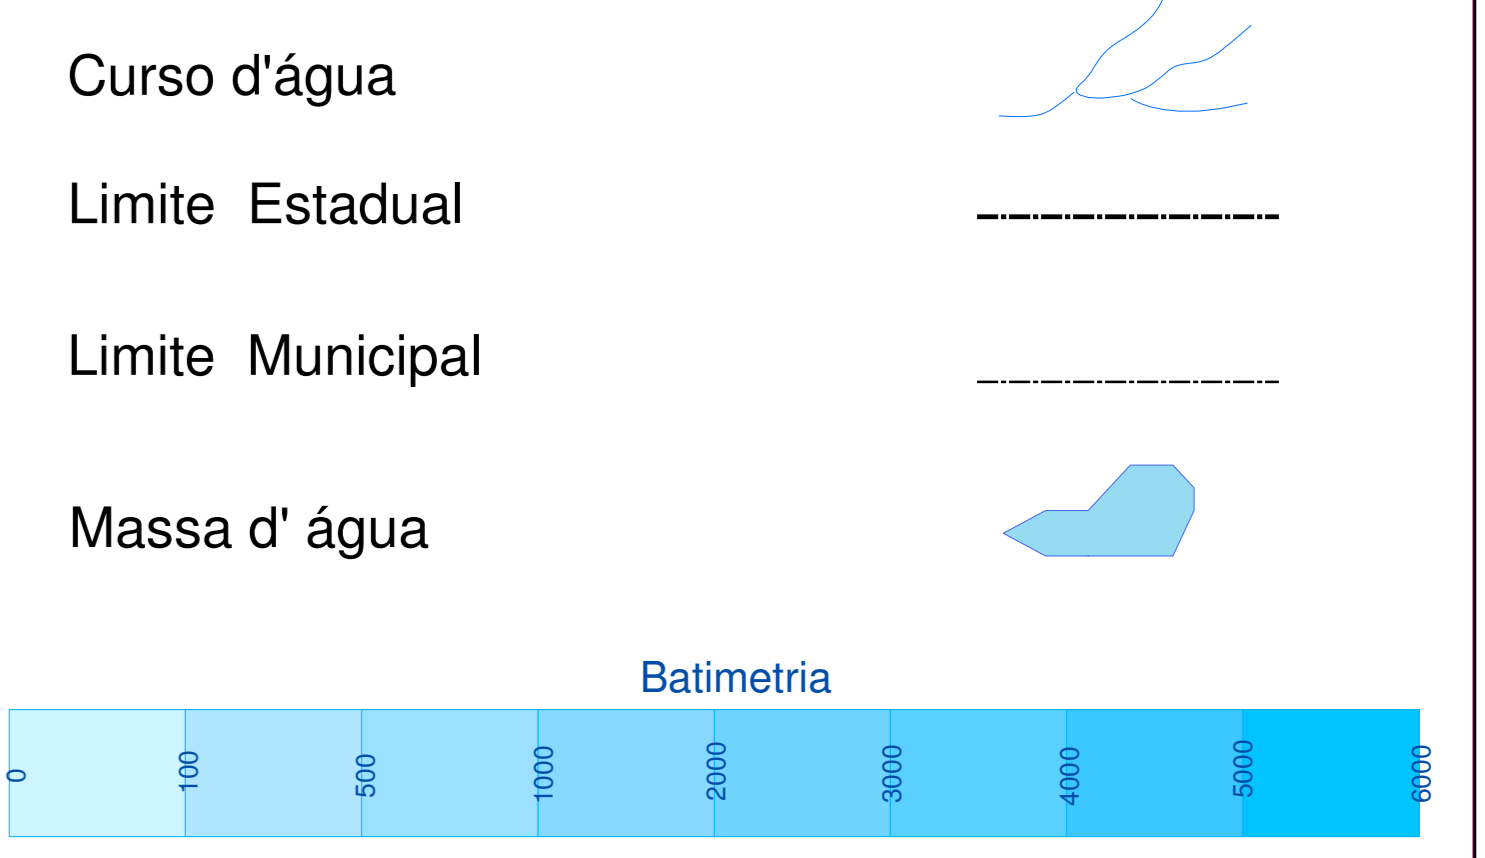 Curso d'água
Limite Estadual
Limite Municipal
Massa d' água
Batimetria
0 100 500 1000 2000 3000 4000 5000 6000